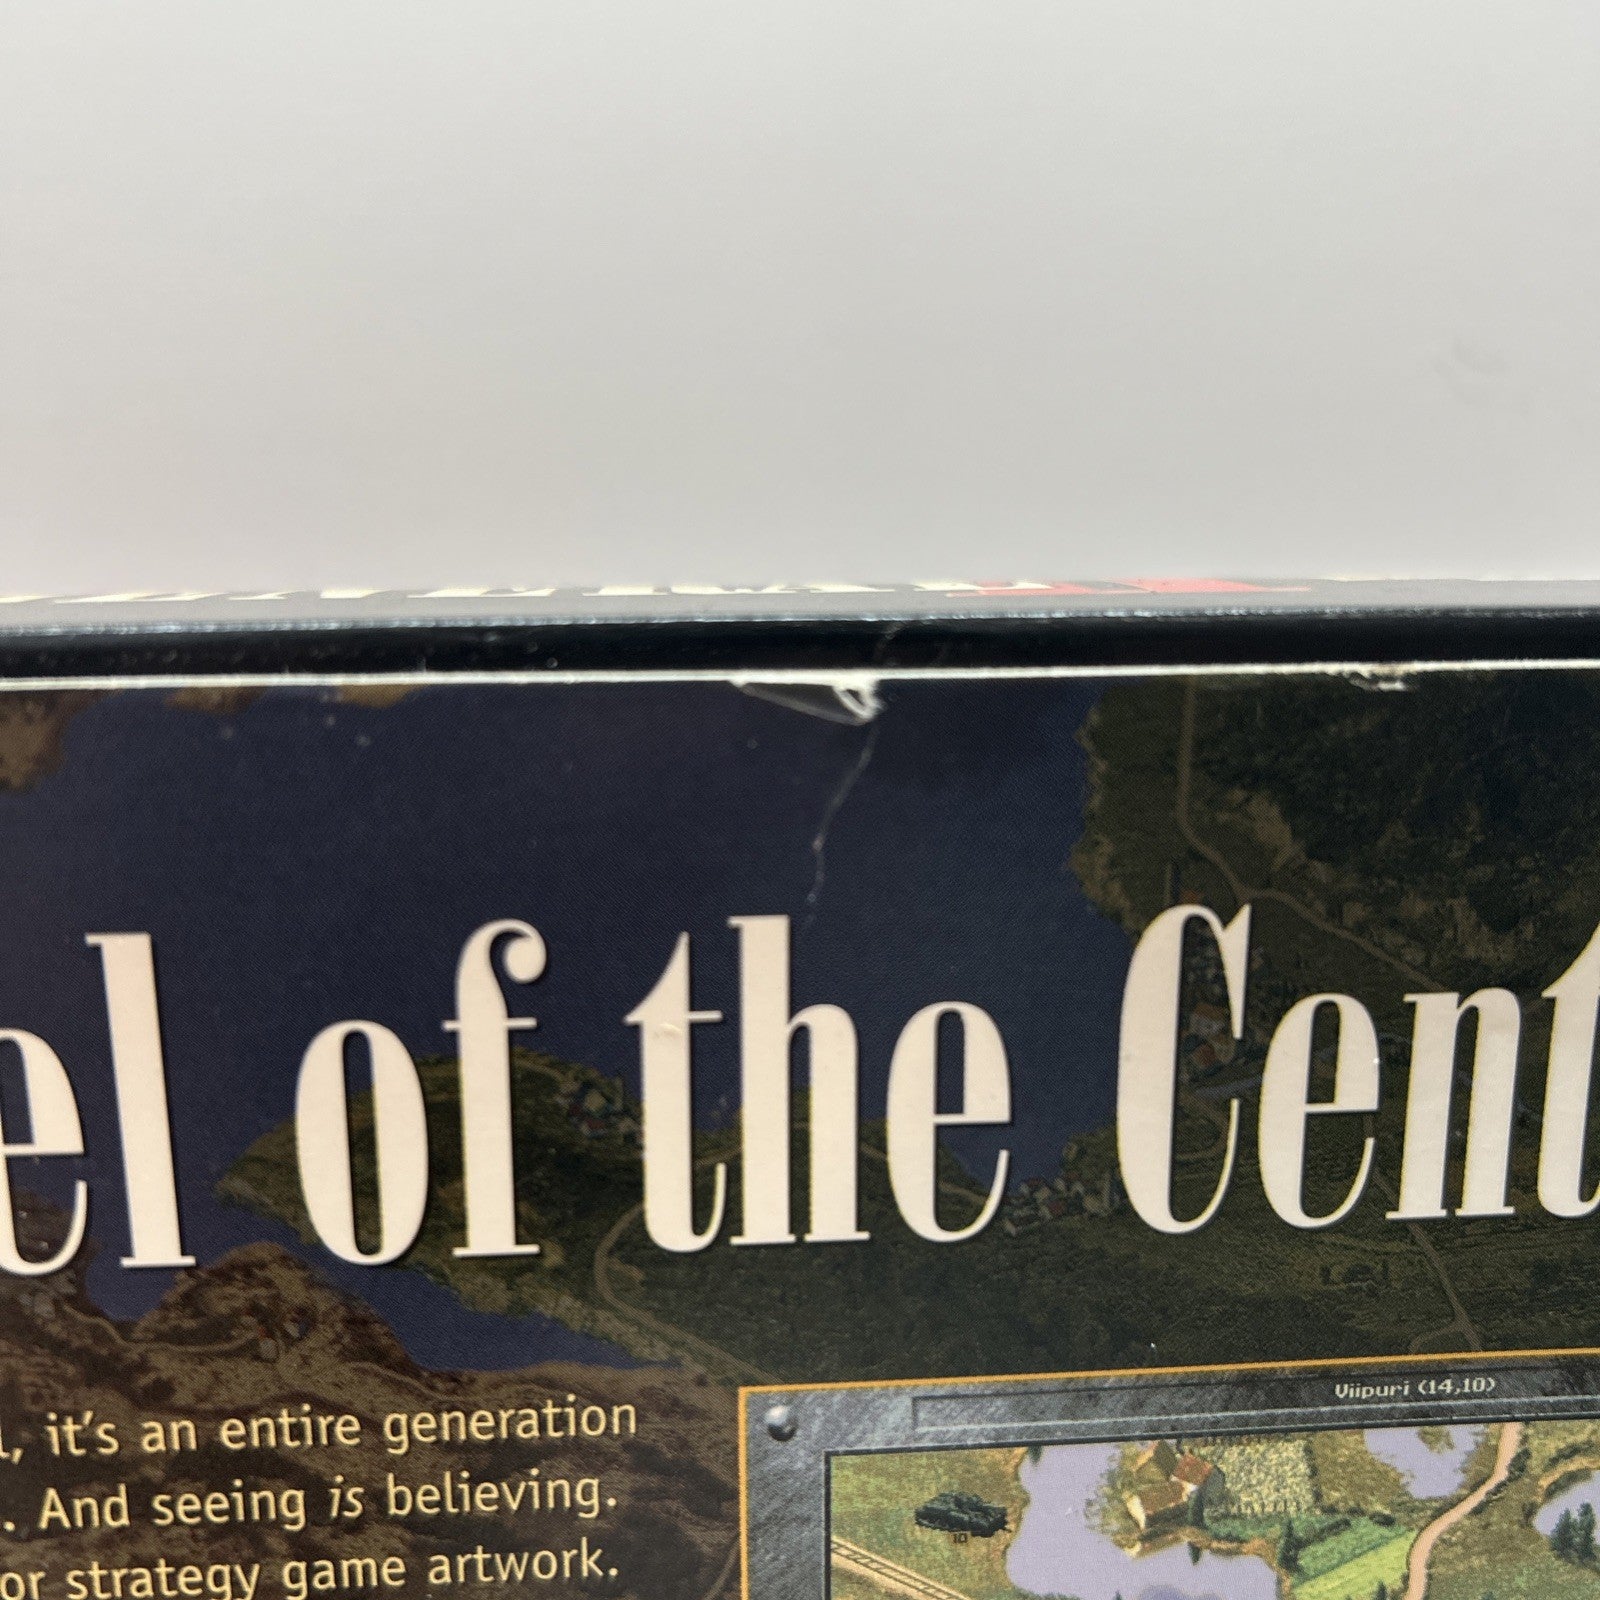 el of the Cent
, it's an entire generation
. And seeing is believing.
or strategy game artwork.
Viipuri (14,10)
10